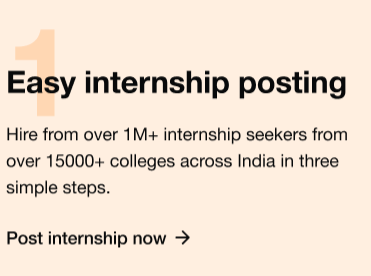 1
Easy internship posting
Hire from over 1M+ internship seekers from
over 15000+ colleges across India in three
simple steps.
Post internship now →